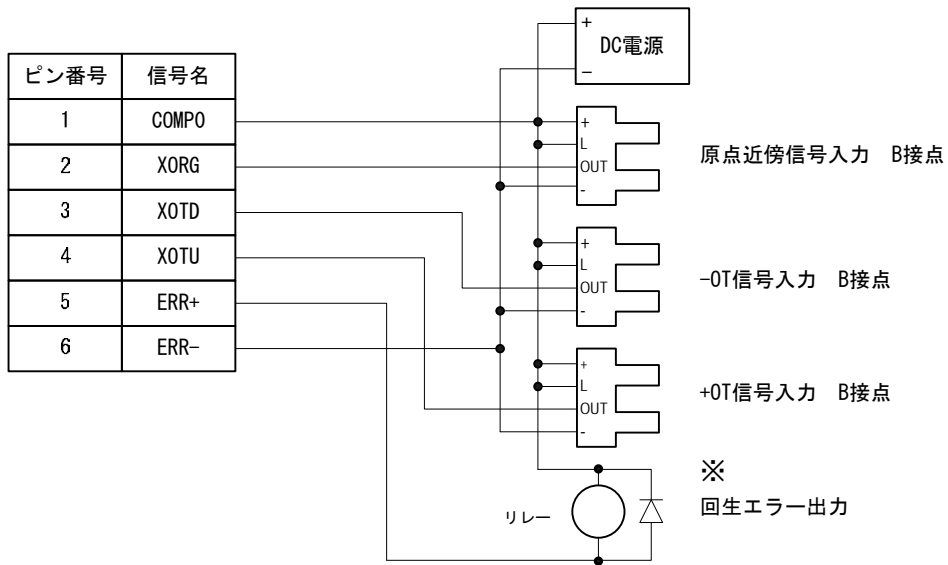 +
DC電源
−
ピン番号 信号名
1 COMPO
2 XORG
3 XOTD
4 XOTU
5 ERR+
6 ERR−
+
L
OUT
-
原点近傍信号入力 B接点
+
L
OUT
-
−OT信号入力 B接点
+
L
OUT
-
+OT信号入力 B接点
リレー
※
回生エラー出力